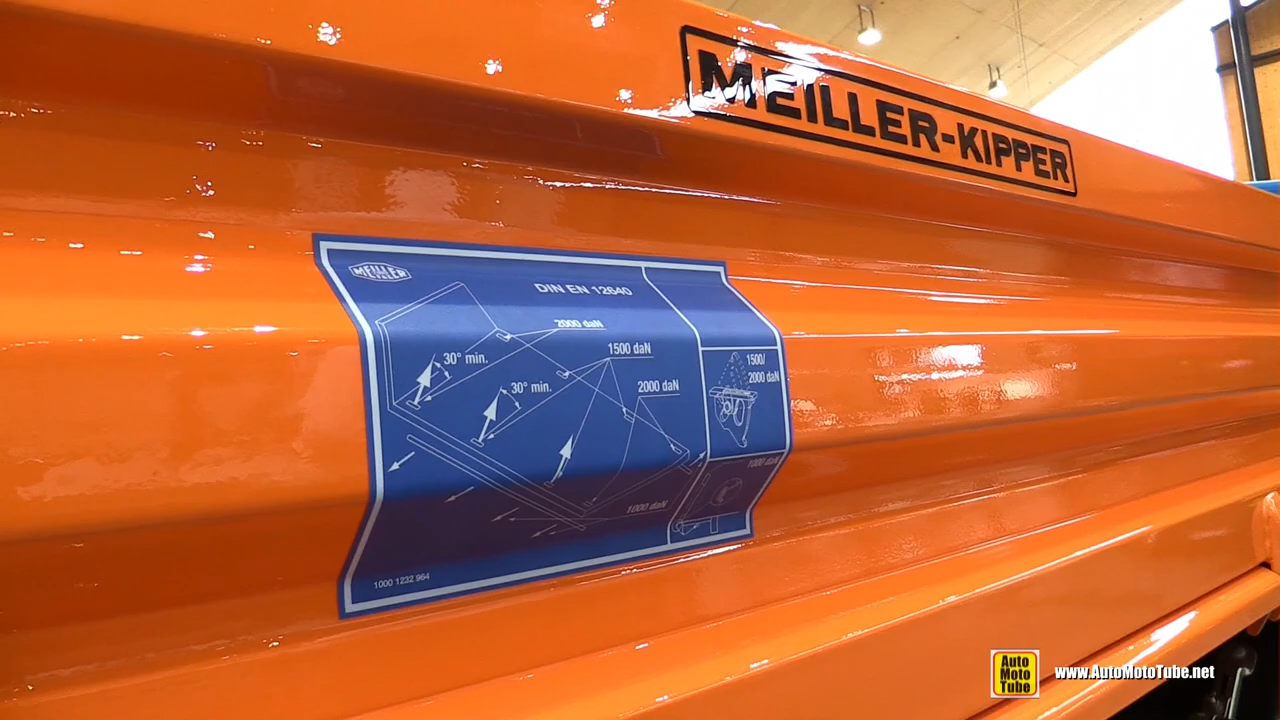 MEILLER-KIPPER
MEILLER
KIPPER
DIN EN 12640
2000 daN
1500 daN
30° min.
30° min.
2000 daN
1500/
2000 daN
1000 daN
1000 daN
1000 1232 964
Auto
Moto
Tube
www.AutoMotoTube.net